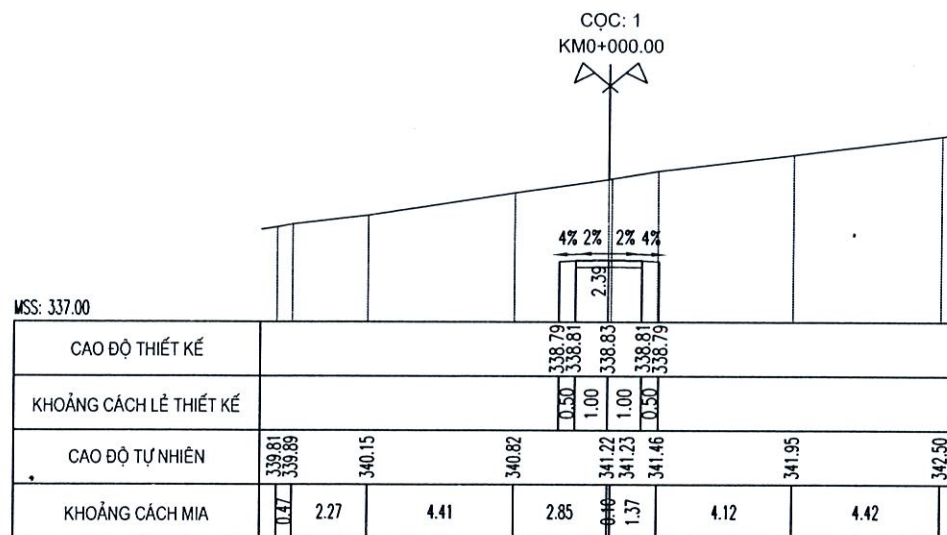 CỌC: 1
KM0+000.00
4% 2% 2% 4%
2.39
MSS: 337.00
CAO ĐỘ THIẾT KẾ 338.79 338.81 338.83 338.81 338.79
KHOẢNG CÁCH LẺ THIẾT KẾ 0.50 1.00 1.00 0.50
CAO ĐỘ TỰ NHIÊN 339.81 339.89 340.15 340.82 341.22 341.23 341.46 341.95 342.50
KHOẢNG CÁCH MIA 0.47 2.27 4.41 2.85 0.10 1.37 4.12 4.42